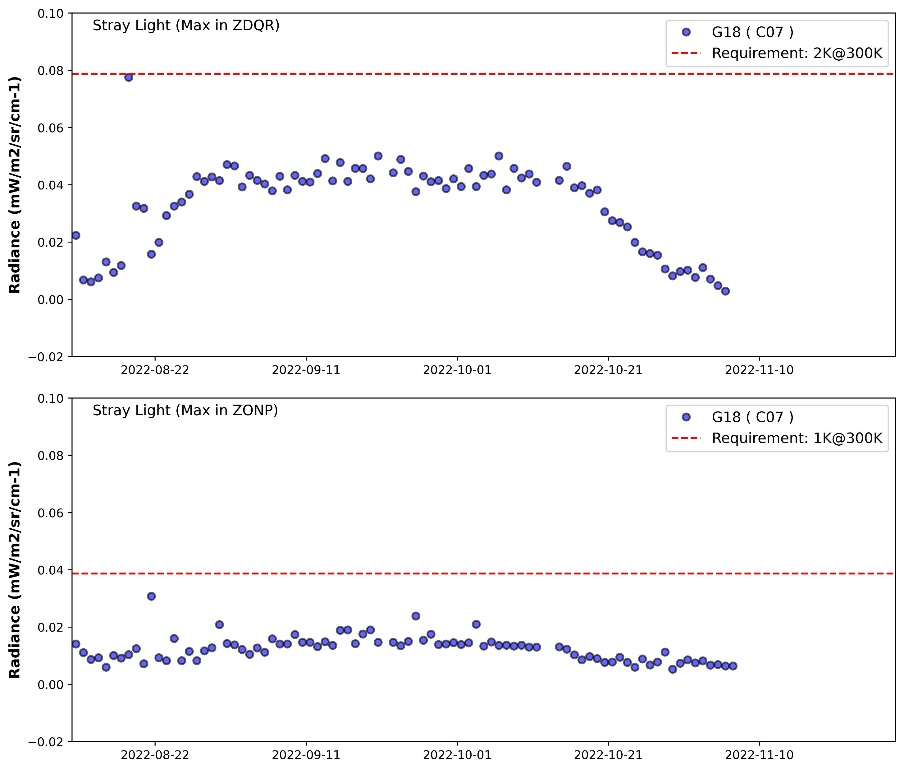 Stray Light (Max in ZDQR)
G18 ( C07 )
Requirement: 2K@300K
Radiance (mW/m2/sr/cm-1)
0.10
0.08
0.06
0.04
0.02
0.00
−0.02
2022-08-22 2022-09-11 2022-10-01 2022-10-21 2022-11-10
Stray Light (Max in ZONP)
G18 ( C07 )
Requirement: 1K@300K
Radiance (mW/m2/sr/cm-1)
0.10
0.08
0.06
0.04
0.02
0.00
−0.02
2022-08-22 2022-09-11 2022-10-01 2022-10-21 2022-11-10